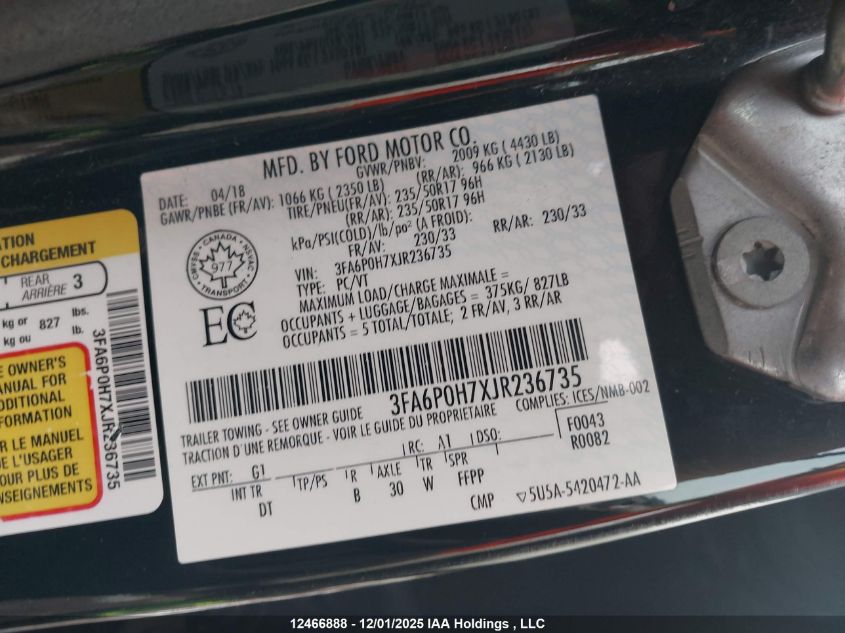 MFD. BY FORD MOTOR CO.
DATE: 04/18 GVWR/PNBV: 2009 KG ( 4430 LB)
GAWR/PNBE (FR/AV): 1066 KG ( 2350 LB) (RR/AR): 966 KG ( 2130 LB)
TIRE/PNEU(FR/AV): 235/50R17 96H
(RR/AR): 235/50R17 96H
kPa/PSI(COLD)/lb/po² (A FROID):
FR/AV: 230/33 RR/AR: 230/33
VIN: 3FA6P0H7XJR236735
TYPE: PC/VT
MAXIMUM LOAD/CHARGE MAXIMALE =
OCCUPANTS + LUGGAGE/BAGAGES = 375KG/ 827LB
OCCUPANTS = 5 TOTAL/TOTALE; 2 FR/AV, 3 RR/AR
CANADA
977
TRANSPORT
EC
3FA6P0H7XJR236735
TRAILER TOWING - SEE OWNER GUIDE COMPLIES: ICES/NMB-002
TRACTION D'UNE REMORQUE - VOIR LE GUIDE DU PROPRIETAIRE
EXT PNT: G1 RC: A1 DSO: F0043
R0082
INT TR TP/PS R AXLE TR SPR
DT B 30 W FFPP
CMP 5U5A-5420472-AA
ATION
CHARGEMENT
REAR 3
ARRIÈRE
kg or 827 lbs.
kg ou lb.
3FA6P0H7XJR236735
E OWNER'S
ANUAL FOR
DDITIONAL
FORMATION
R LE MANUEL
E L'USAGER
OUR PLUS DE
NSEIGNEMENTS
12466888 - 12/01/2025 IAA Holdings , LLC